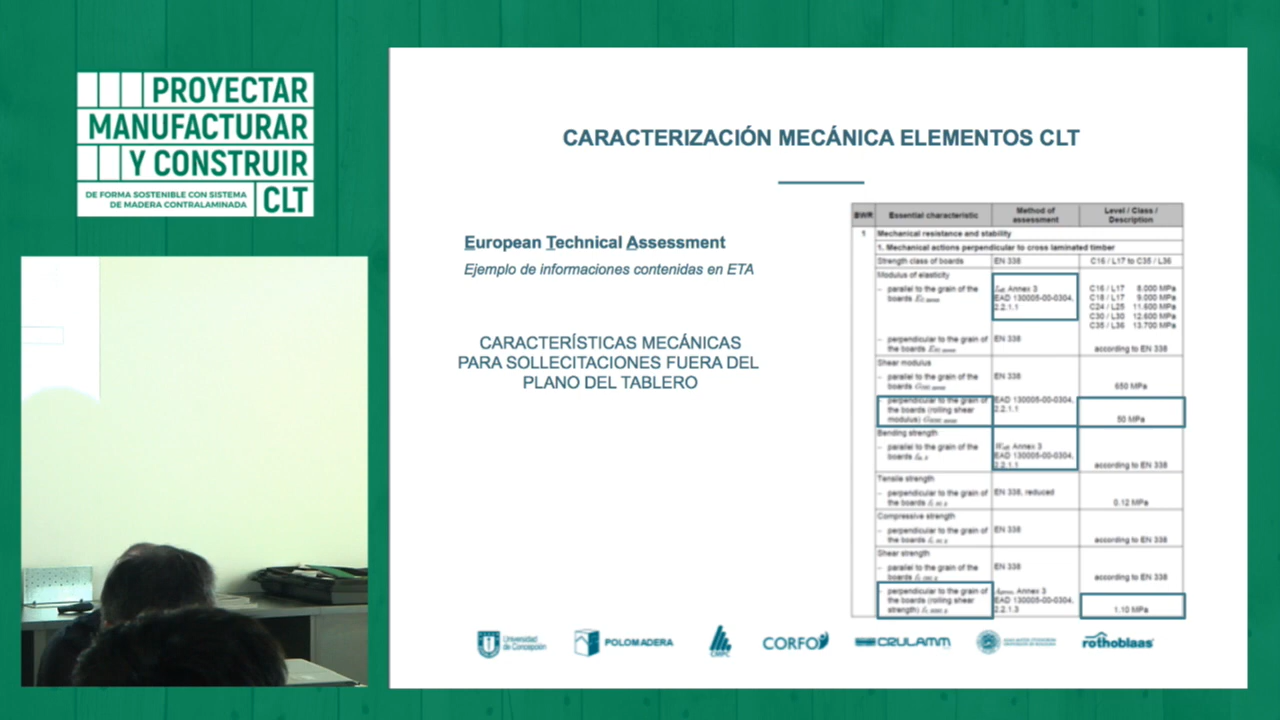 PROYECTAR
MANUFACTURAR
Y CONSTRUIR
DE FORMA SOSTENIBLE CON SISTEMA
DE MADERA CONTRALAMINADA
CLT
CARACTERIZACIÓN MECÁNICA ELEMENTOS CLT
European Technical Assessment
Ejemplo de informaciones contenidas en ETA
CARACTERÍSTICAS MECÁNICAS
PARA SOLLECITACIONES FUERA DEL
PLANO DEL TABLERO
BWR Essential characteristic Method of assessment Level / Class / Description
1 Mechanical resistance and stability
1. Mechanical actions perpendicular to cross laminated timber
Strength class of boards EN 338 C16 / L17 to C35 / L36
Modulus of elasticity
– parallel to the grain of the boards Annex 3 EAD 130005-00-0304, 2.2.1.1
C16 / L17 8.000 MPa
C18 / L17 9.000 MPa
C24 / L25 11.600 MPa
C30 / L30 12.600 MPa
C35 / L36 13.700 MPa
– perpendicular to the grain of the boards EN 338 according to EN 338
Shear modulus
– parallel to the grain of the boards EN 338 650 MPa
– perpendicular to the grain of the boards (rolling shear modulus) EAD 130005-00-0304, 2.2.1.1 50 MPa
Bending strength
– parallel to the grain of the boards Annex 3 EAD 130005-00-0304, 2.2.1.1 according to EN 338
Tensile strength
– perpendicular to the grain of the boards EN 338, reduced 0.12 MPa
Compressive strength
– perpendicular to the grain of the boards EN 338 according to EN 338
Shear strength
– parallel to the grain of the boards EN 338 according to EN 338
– perpendicular to the grain of the boards (rolling shear strength) Annex 3 EAD 130005-00-0304, 2.2.1.3 1.10 MPa
Universidad de Concepción
POLOMADERA
CMPC
CORFO
CRULAMM
rothoblaas